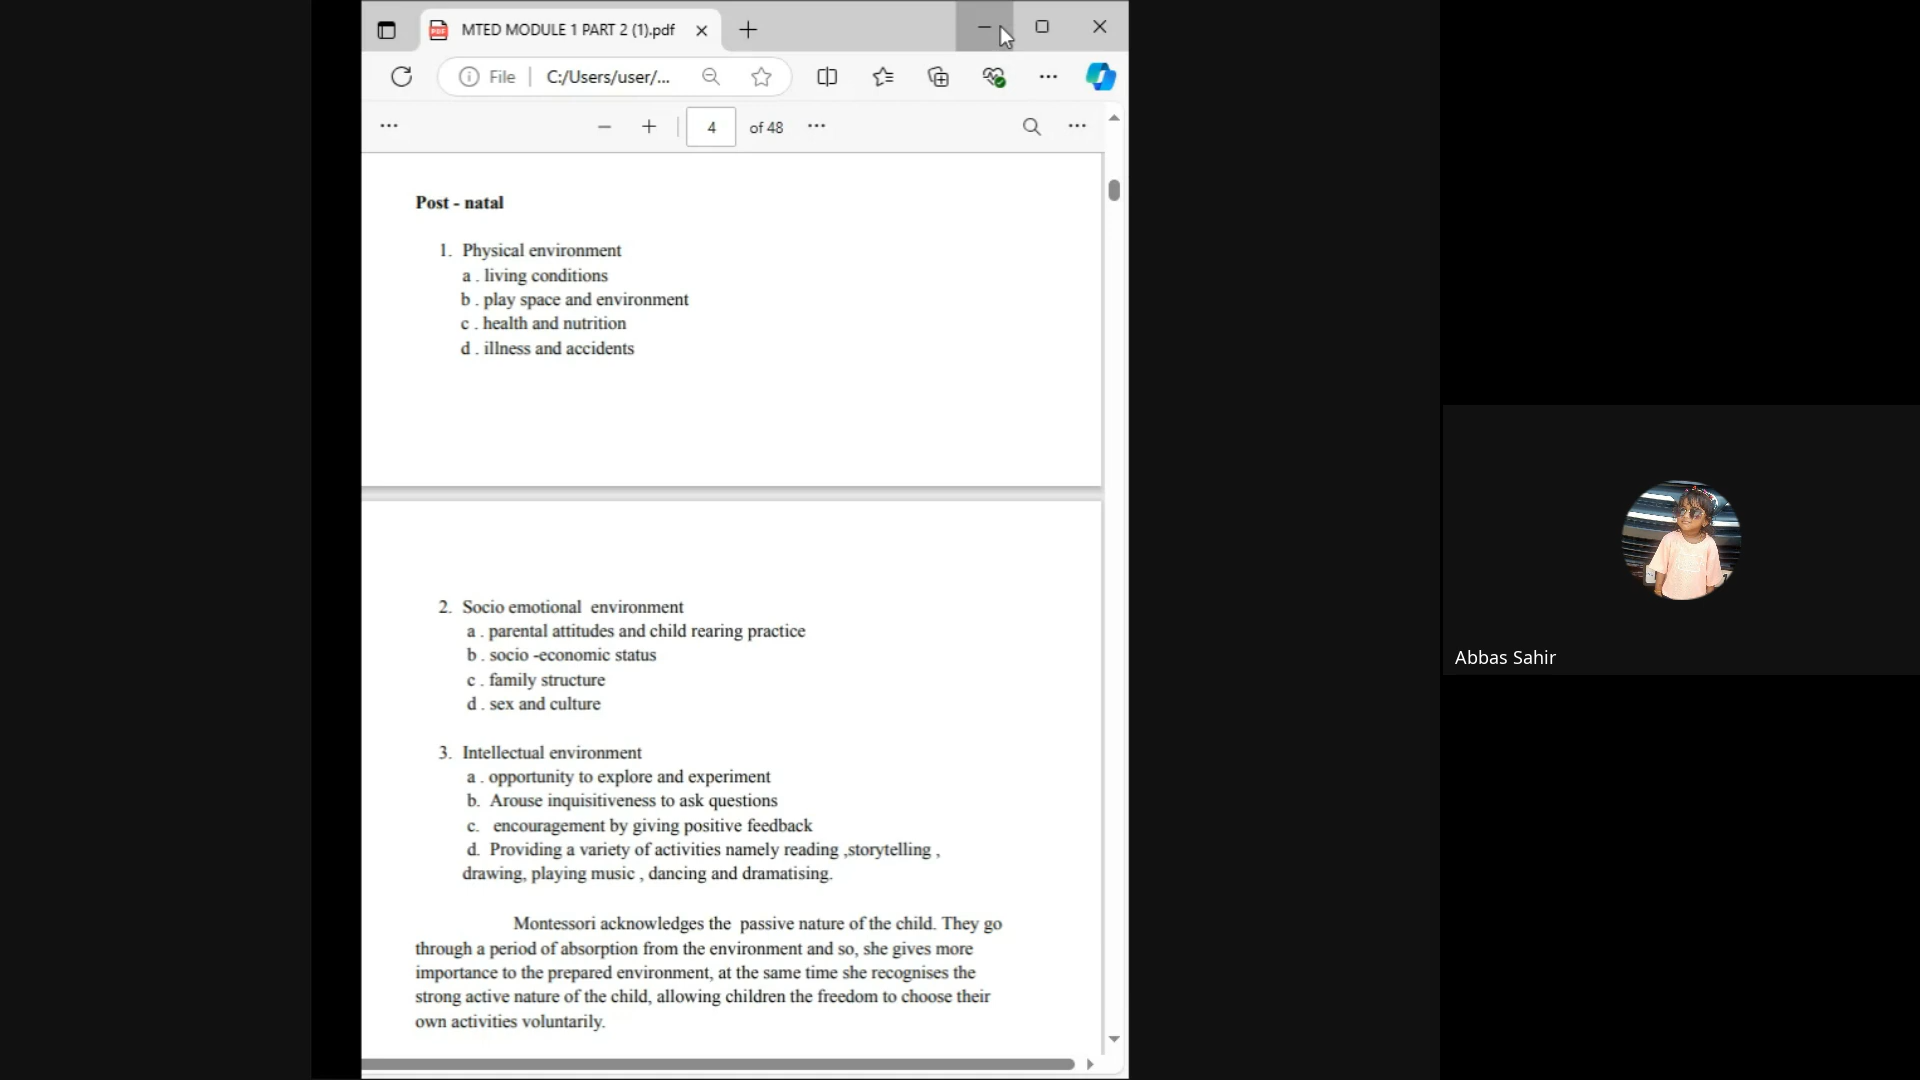 MTED MODULE 1 PART 2 (1).pdf
File C:/Users/user/...
4 of 48
Post - natal
1. Physical environment
a . living conditions
b . play space and environment
c . health and nutrition
d . illness and accidents
2. Socio emotional environment
a . parental attitudes and child rearing practice
b . socio -economic status
c . family structure
d . sex and culture
3. Intellectual environment
a . opportunity to explore and experiment
b. Arouse inquisitiveness to ask questions
c. encouragement by giving positive feedback
d. Providing a variety of activities namely reading ,storytelling ,
drawing, playing music , dancing and dramatising.
Montessori acknowledges the passive nature of the child. They go
through a period of absorption from the environment and so, she gives more
importance to the prepared environment, at the same time she recognises the
strong active nature of the child, allowing children the freedom to choose their
own activities voluntarily.
Abbas Sahir